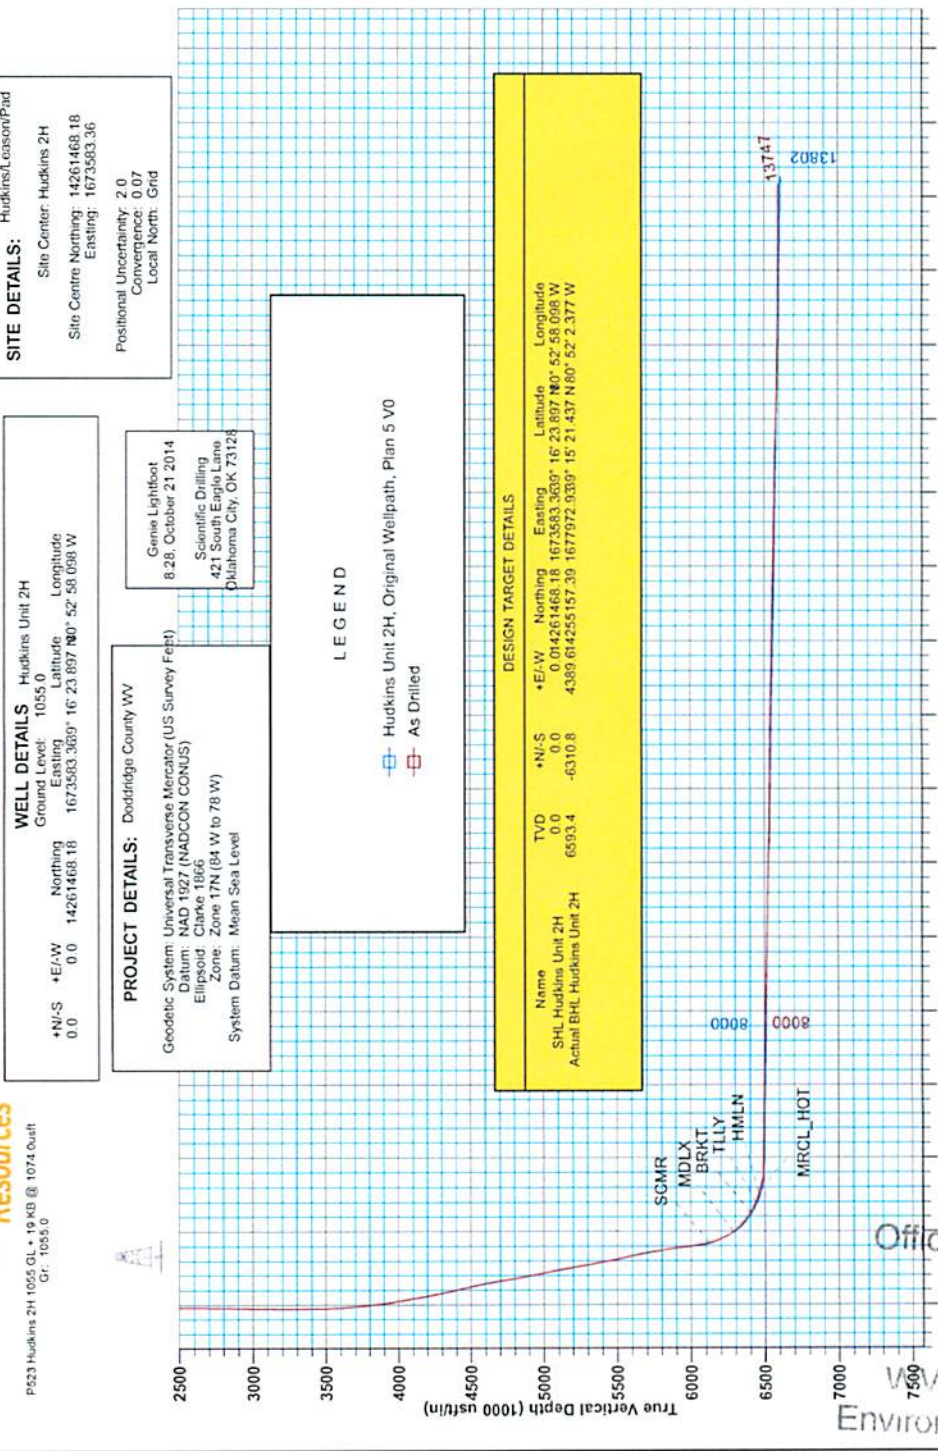 Resources
P523 Hudkins 2H 1055 GL + 19 KB @ 1074.0usft
Gr: 1055.0
WELL DETAILS Hudkins Unit 2H
Ground Level: 1055.0
+N/-S +E/-W Northing Easting Latitude Longitude
0.0 0.0 14261468.18 1673583.3639° 16' 23.897 N80° 52' 58.098 W
SITE DETAILS: Hudkins/Leason/Pad
Site Center: Hudkins 2H
Site Centre Northing: 14261468.18
Easting: 1673583.36
Positional Uncertainity: 2.0
Convergence: 0.07
Local North: Grid
PROJECT DETAILS: Doddridge County WV
Geodetic System: Universal Transverse Mercator (US Survey Feet)
Datum: NAD 1927 (NADCON CONUS)
Ellipsoid: Clarke 1866
Zone: Zone 17N (84 W to 78 W)
System Datum: Mean Sea Level
Genie Lightfoot
8:28, October 21 2014
Scientific Drilling
421 South Eagle Lane
Oklahoma City, OK 73128
LEGEND
Hudkins Unit 2H, Original Wellpath, Plan 5 V0
As Drilled
DESIGN TARGET DETAILS
Name TVD +N/-S +E/-W Northing Easting Latitude Longitude
SHL Hudkins Unit 2H 0.0 0.0 0.014261468.18 1673583.3639° 16' 23.897 N80° 52' 58.098 W
Actual BHL Hudkins Unit 2H 6593.4 -6310.8 4389.614255157.39 1677972.9339° 15' 21.437 N80° 52' 2.377 W
True Vertical Depth (1000 usft/in)
2500
3000
3500
4000
4500
5000
5500
6000
6500
7000
7500
SCMR
MDLX
BRKT
TLLY
HMLN
MRCL_HOT
8000
8000
13747
13802
Offic
WV
Environ